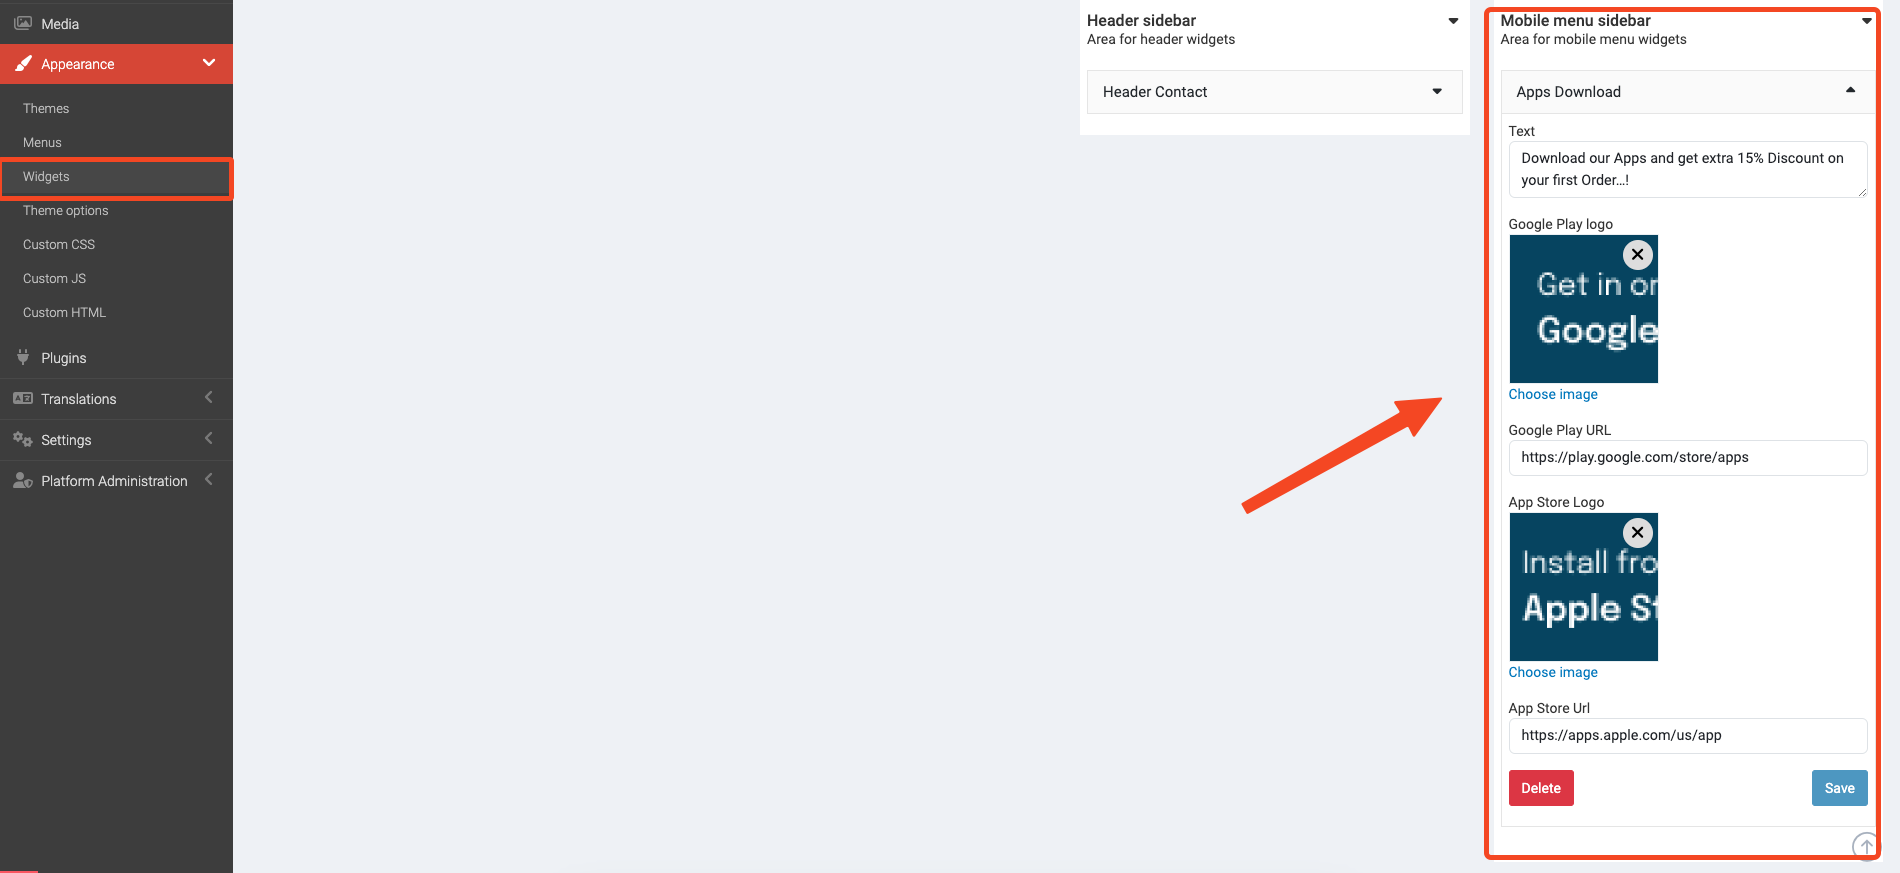 Media
Appearance
Themes
Menus
Widgets
Theme options
Custom CSS
Custom JS
Custom HTML
Plugins
Translations
Settings
Platform Administration
Header sidebar
Area for header widgets
Header Contact
Mobile menu sidebar
Area for mobile menu widgets
Apps Download
Text
Download our Apps and get extra 15% Discount on
your first Order...!
Google Play logo
Get in or
Google
Choose image
Google Play URL
https://play.google.com/store/apps
App Store Logo
Install fro
Apple St
Choose image
App Store Url
https://apps.apple.com/us/app
Delete
Save